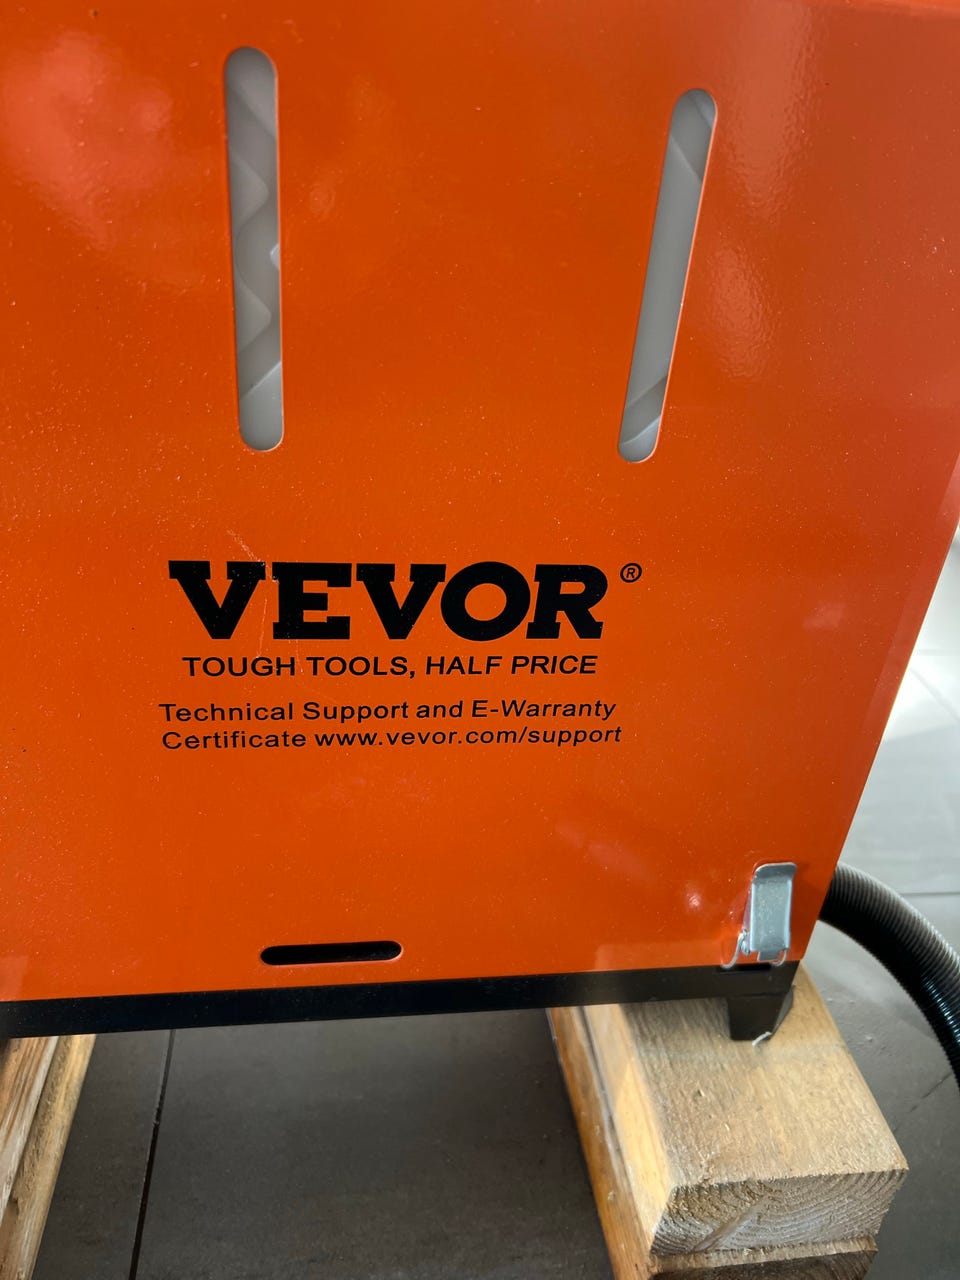 VEVOR®
TOUGH TOOLS, HALF PRICE
Technical Support and E-Warranty
Certificate www.vevor.com/support